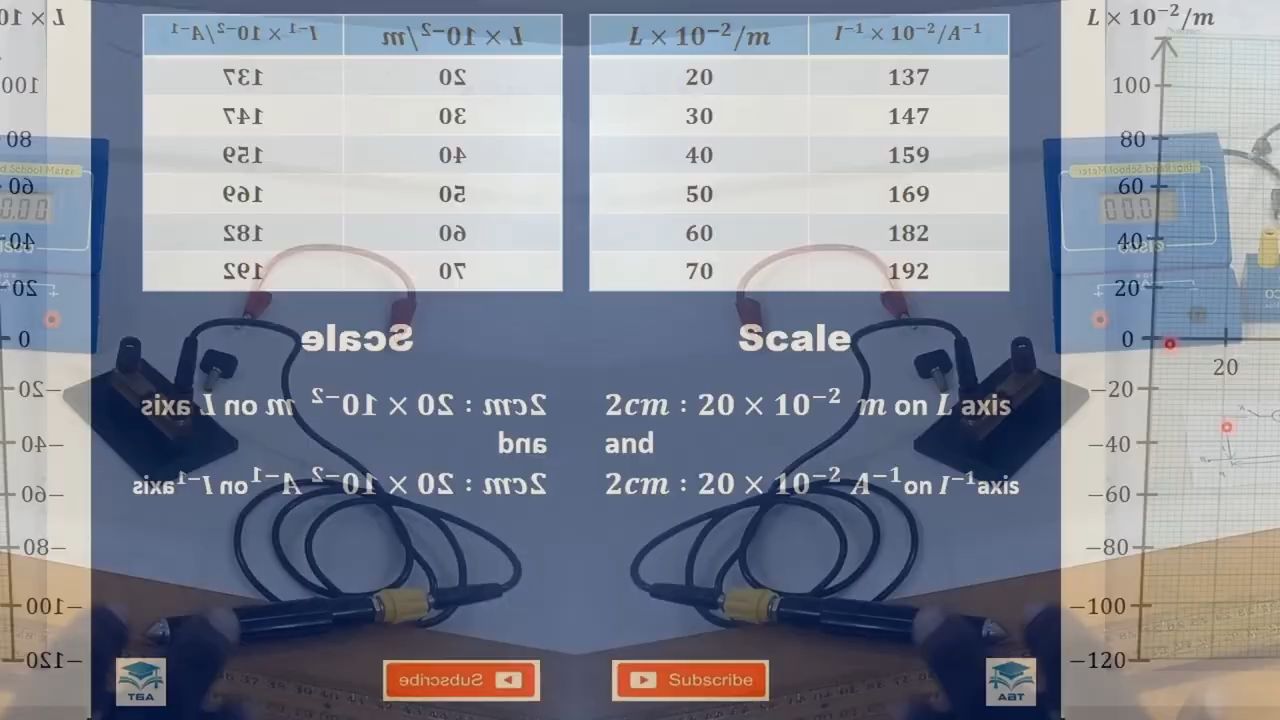 L × 10⁻²/m I⁻¹ × 10⁻²/A⁻¹
20 137
30 147
40 159
50 169
60 182
70 192
Scale
2cm : 20 × 10⁻² m on L axis
and
2cm : 20 × 10⁻² A⁻¹on I⁻¹axis
Subscribe
ABT
L × 10⁻²/m
100
80
60
40
20
0
20
−20
−40
−60
−80
−100
−120